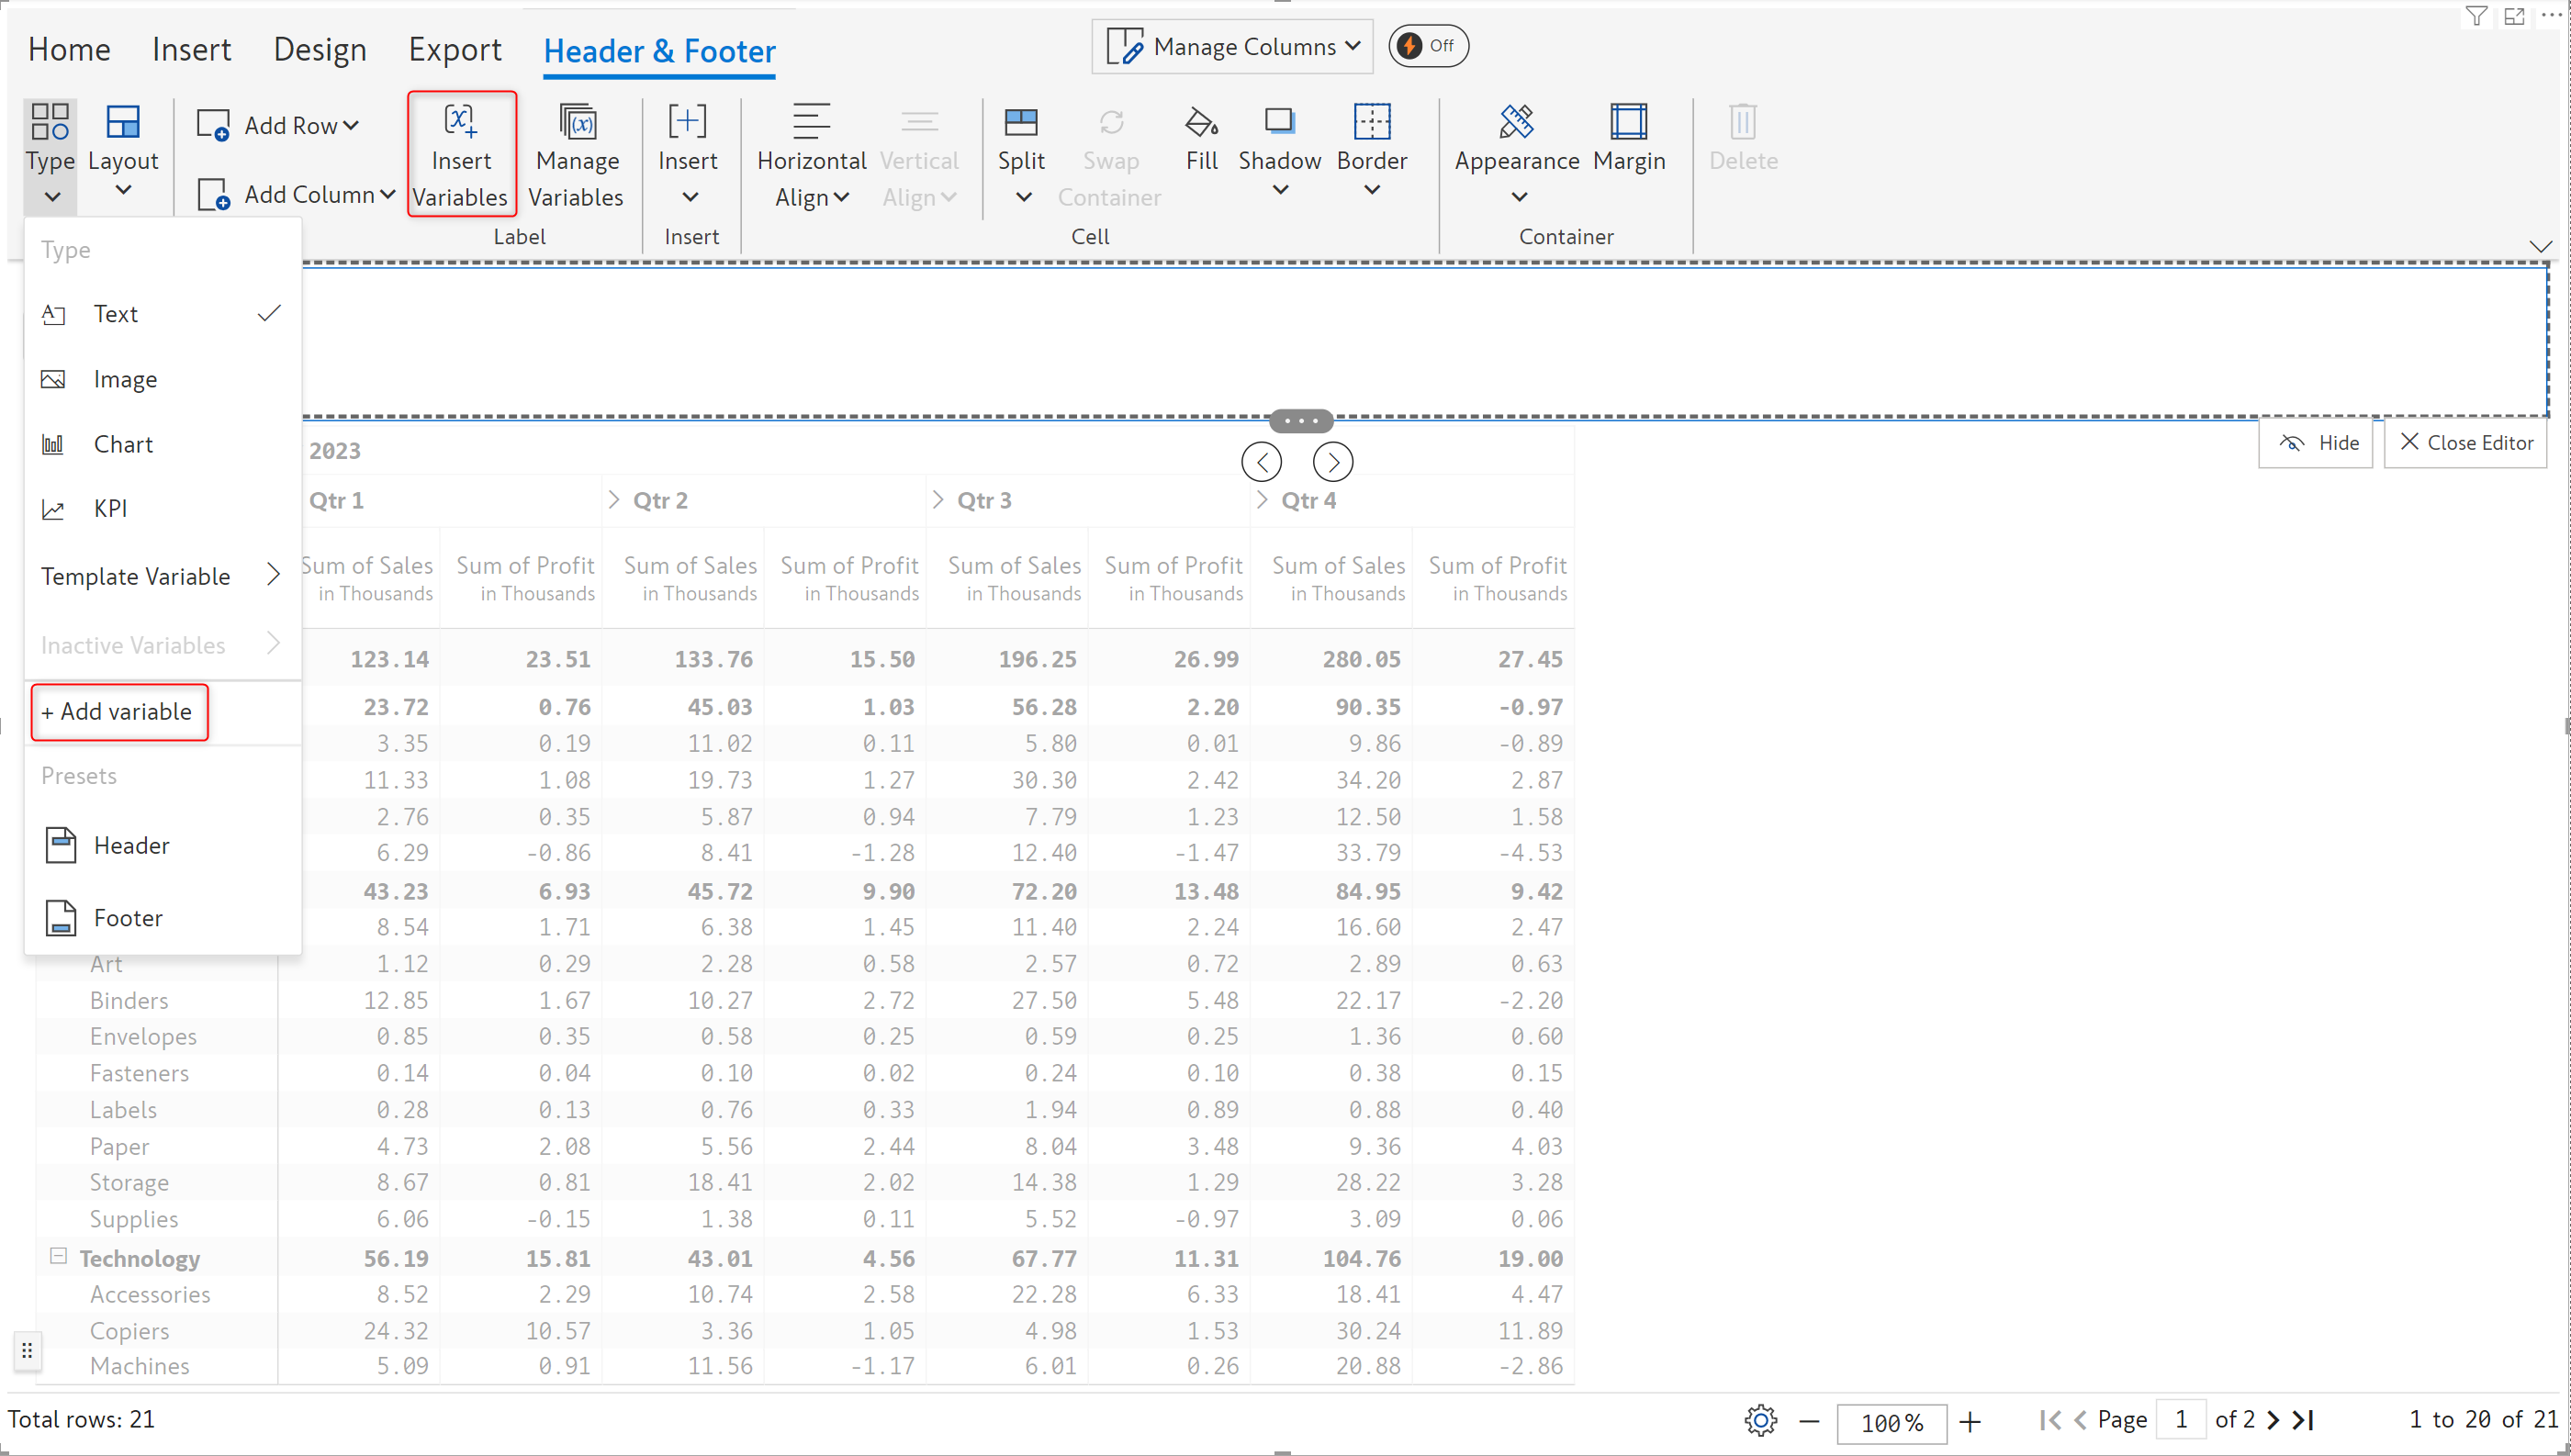 Home Insert Design Export Header & Footer Manage Columns Off
Type Layout Add Row Add Column Insert Variables Manage Variables Insert Horizontal Align Vertical Align Split Swap Container Fill Shadow Border Appearance Margin Delete
Label Insert Cell Container
Type
Text
Image
Chart
KPI
Template Variable
Inactive Variables
+ Add variable
Presets
Header
Footer
Hide Close Editor
2023
Qtr 1 Qtr 2 Qtr 3 Qtr 4
Sum of Sales Sum of Profit Sum of Sales Sum of Profit Sum of Sales Sum of Profit Sum of Sales Sum of Profit
in Thousands in Thousands in Thousands in Thousands in Thousands in Thousands in Thousands in Thousands
123.14 23.51 133.76 15.50 196.25 26.99 280.05 27.45
23.72 0.76 45.03 1.03 56.28 2.20 90.35 -0.97
3.35 0.19 11.02 0.11 5.80 0.01 9.86 -0.89
11.33 1.08 19.73 1.27 30.30 2.42 34.20 2.87
2.76 0.35 5.87 0.94 7.79 1.23 12.50 1.58
6.29 -0.86 8.41 -1.28 12.40 -1.47 33.79 -4.53
43.23 6.93 45.72 9.90 72.20 13.48 84.95 9.42
8.54 1.71 6.38 1.45 11.40 2.24 16.60 2.47
Art 1.12 0.29 2.28 0.58 2.57 0.72 2.89 0.63
Binders 12.85 1.67 10.27 2.72 27.50 5.48 22.17 -2.20
Envelopes 0.85 0.35 0.58 0.25 0.59 0.25 1.36 0.60
Fasteners 0.14 0.04 0.10 0.02 0.24 0.10 0.38 0.15
Labels 0.28 0.13 0.76 0.33 1.94 0.89 0.88 0.40
Paper 4.73 2.08 5.56 2.44 8.04 3.48 9.36 4.03
Storage 8.67 0.81 18.41 2.02 14.38 1.29 28.22 3.28
Supplies 6.06 -0.15 1.38 0.11 5.52 -0.97 3.09 0.06
Technology 56.19 15.81 43.01 4.56 67.77 11.31 104.76 19.00
Accessories 8.52 2.29 10.74 2.58 22.28 6.33 18.41 4.47
Copiers 24.32 10.57 3.36 1.05 4.98 1.53 30.24 11.89
Machines 5.09 0.91 11.56 -1.17 6.01 0.26 20.88 -2.86
Total rows: 21 100% Page 1 of 2 1 to 20 of 21